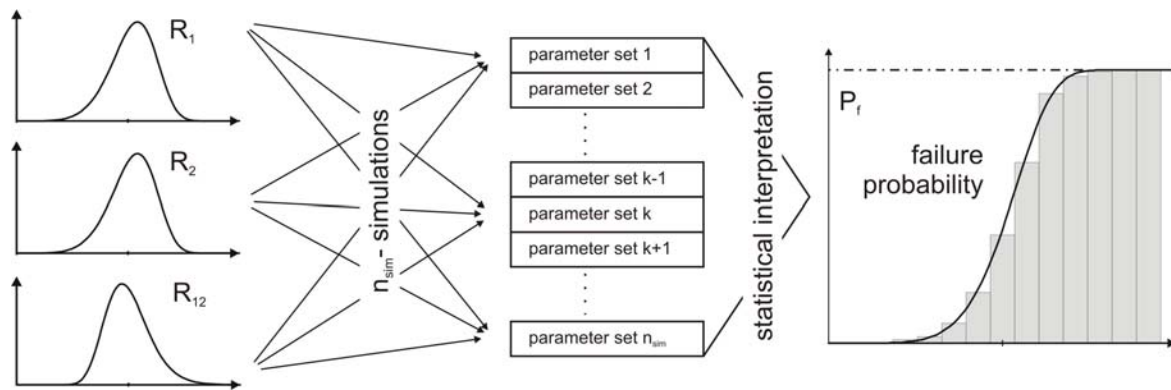 R₁
R₂
R₁₂
nₛᵢₘ- simulations
parameter set 1
parameter set 2
parameter set k-1
parameter set k
parameter set k+1
parameter set nₛᵢₘ
statistical interpretation
P_f
failure
probability